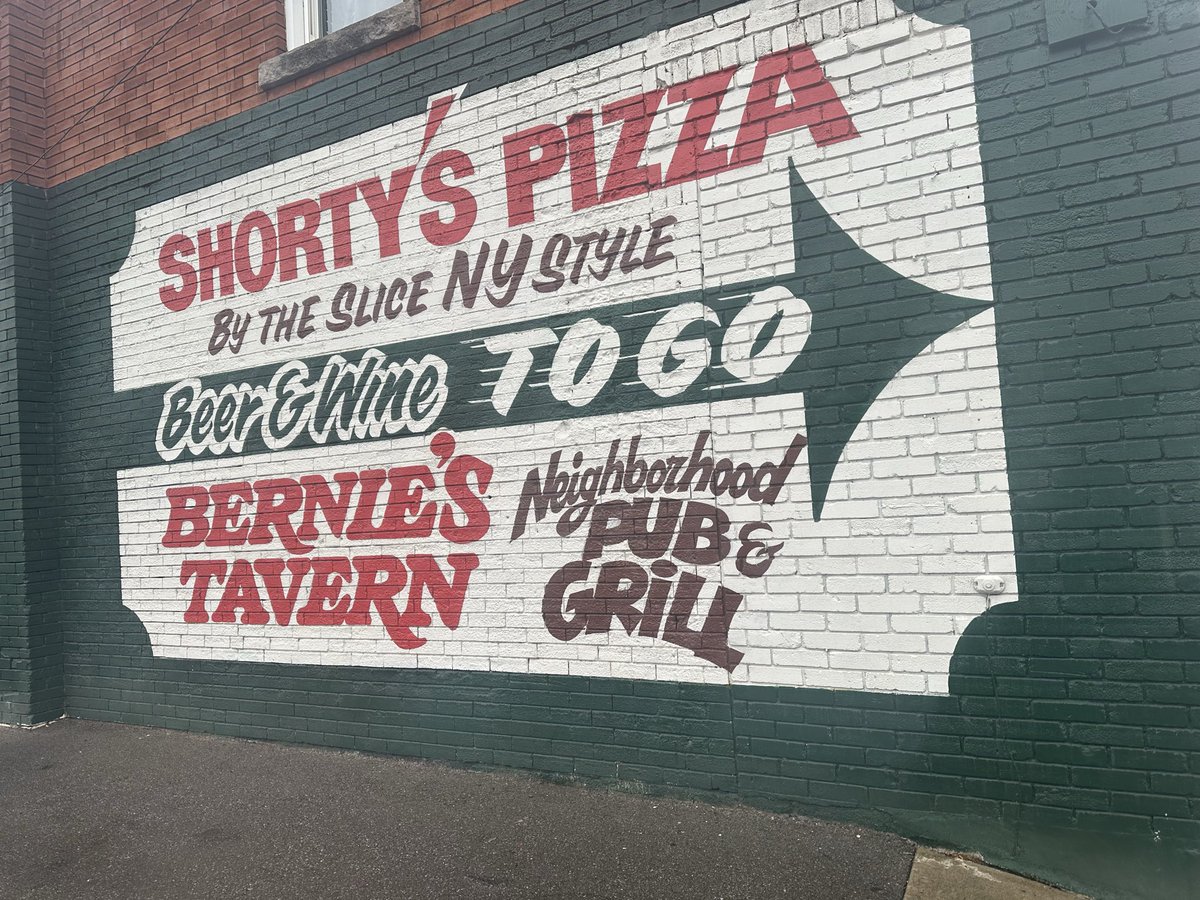 SHORTY'S PIZZA
BY THE SLICE NY STYLE
Beer & Wine TO GO
BERNIE'S
TAVERN
Neighborhood
PUB &
GRILL